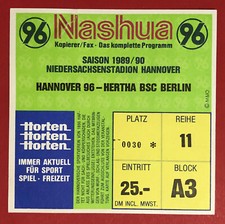 96 Nashua 96
Kopierer/Fax - Das komplette Programm
SAISON 1989/90
NIEDERSACHSENSTADION HANNOVER
HANNOVER 96 – HERTHA BSC BERLIN
Horten.
Horten.
Horten.
IMMER AKTUELL
FÜR SPORT
SPIEL · FREIZEIT
PLATZ
0030 *
REIHE
11
EINTRITT
25.-
DM INCL. MWST.
BLOCK
A3